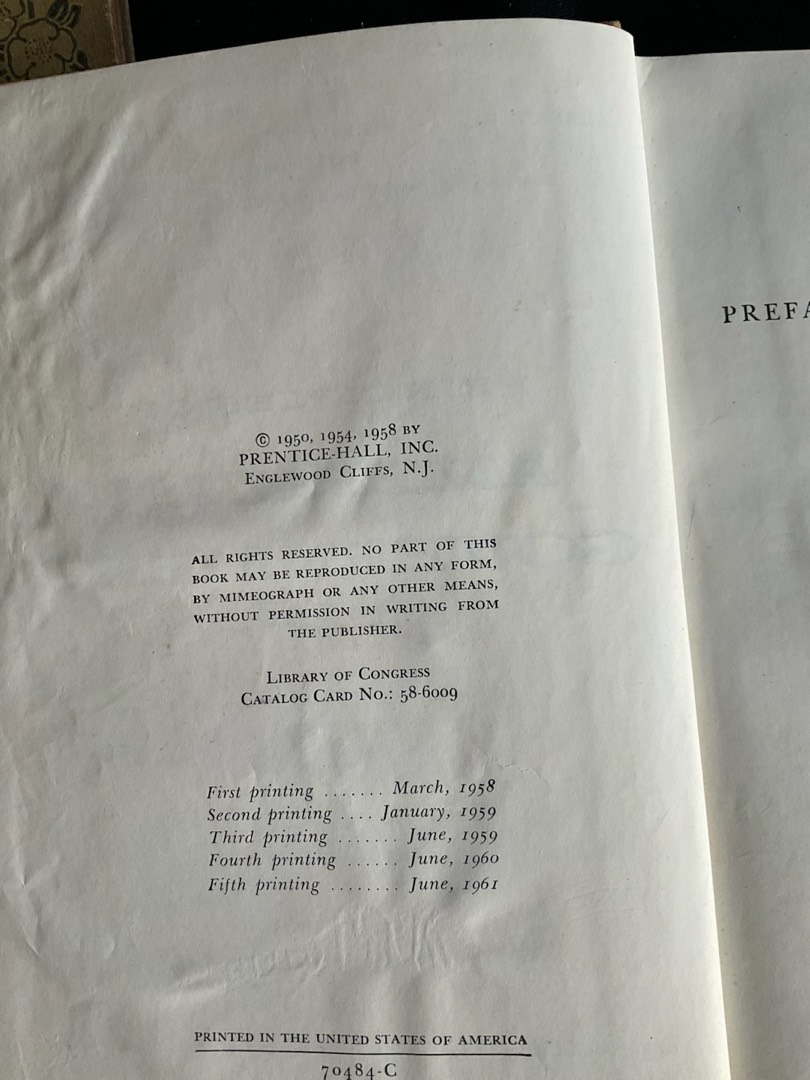 © 1950, 1954, 1958 BY
PRENTICE-HALL, INC.
ENGLEWOOD CLIFFS, N.J.
ALL RIGHTS RESERVED. NO PART OF THIS
BOOK MAY BE REPRODUCED IN ANY FORM,
BY MIMEOGRAPH OR ANY OTHER MEANS,
WITHOUT PERMISSION IN WRITING FROM
THE PUBLISHER.
LIBRARY OF CONGRESS
CATALOG CARD NO.: 58-6009
First printing ....... March, 1958
Second printing .... January, 1959
Third printing ....... June, 1959
Fourth printing ...... June, 1960
Fifth printing ........ June, 1961
PRINTED IN THE UNITED STATES OF AMERICA
70484-C